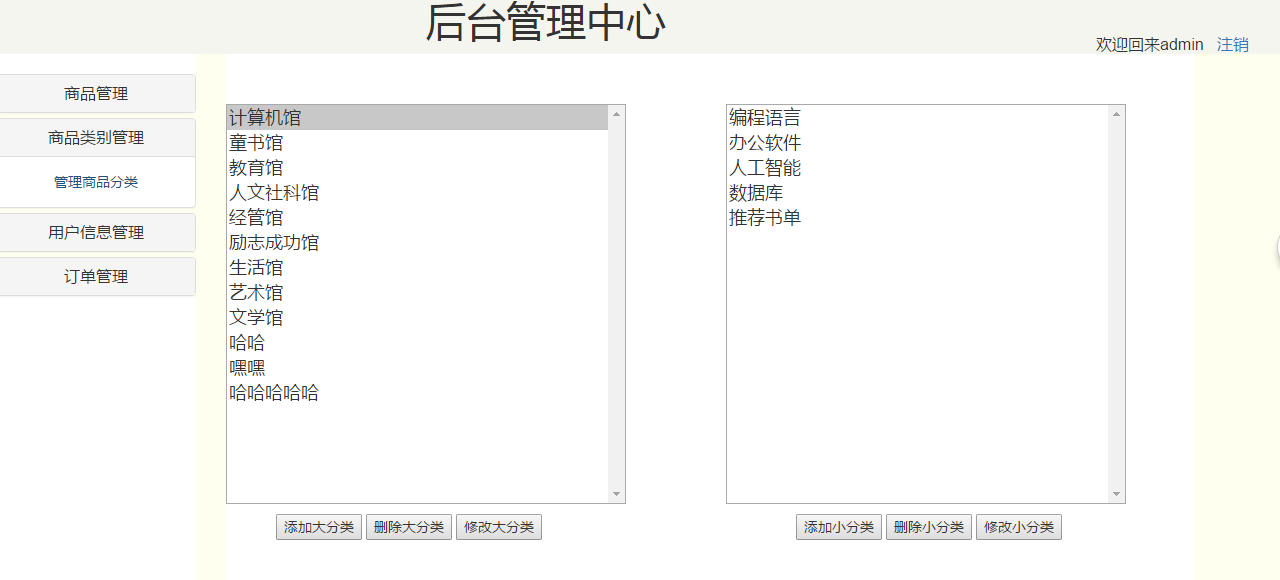 后台管理中心
欢迎回来admin 注销
商品管理
商品类别管理
管理商品分类
用户信息管理
订单管理
计算机馆
童书馆
教育馆
人文社科馆
经管馆
励志成功馆
生活馆
艺术馆
文学馆
哈哈
嘿嘿
哈哈哈哈哈
添加大分类 删除大分类 修改大分类
编程语言
办公软件
人工智能
数据库
推荐书单
添加小分类 删除小分类 修改小分类